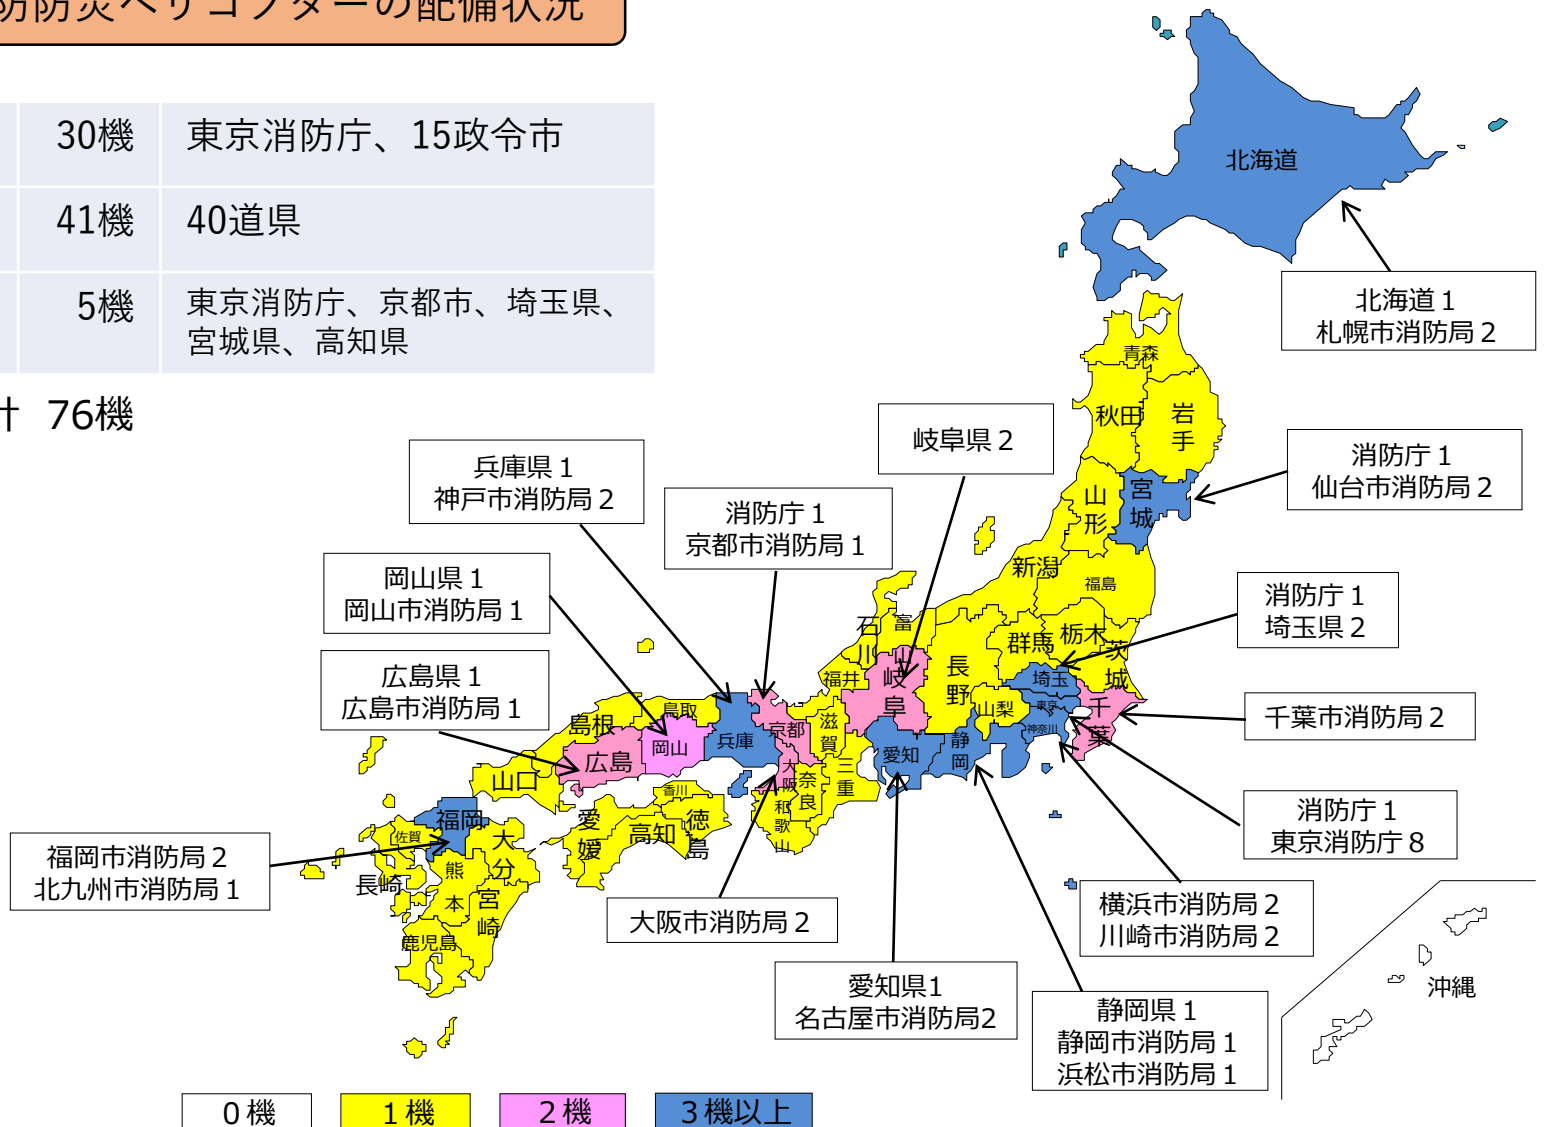 防防災ヘリコプターの配備状況
30機 東京消防庁、15政令市
41機 40道県
5機 東京消防庁、京都市、埼玉県、
宮城県、高知県
計 76機
北海道
北海道１
札幌市消防局２
青森
秋田
岩手
山形
宮城
消防庁１
仙台市消防局２
岐阜県２
兵庫県１
神戸市消防局２
消防庁１
京都市消防局１
岡山県１
岡山市消防局１
広島県１
広島市消防局１
新潟
福島
消防庁１
埼玉県２
石川
富山
群馬
栃木
茨城
福井
岐阜
長野
埼玉
山梨
東京
千葉
神奈川
千葉市消防局２
島根
鳥取
岡山
兵庫
京都
滋賀
愛知
静岡
広島
山口
大阪
奈良
三重
和歌山
香川
愛媛
高知
徳島
消防庁１
東京消防庁８
福岡
佐賀
大分
長崎
熊本
宮崎
鹿児島
福岡市消防局２
北九州市消防局１
大阪市消防局２
横浜市消防局２
川崎市消防局２
愛知県1
名古屋市消防局2
静岡県１
静岡市消防局１
浜松市消防局１
沖縄
０機
１機
２機
３機以上